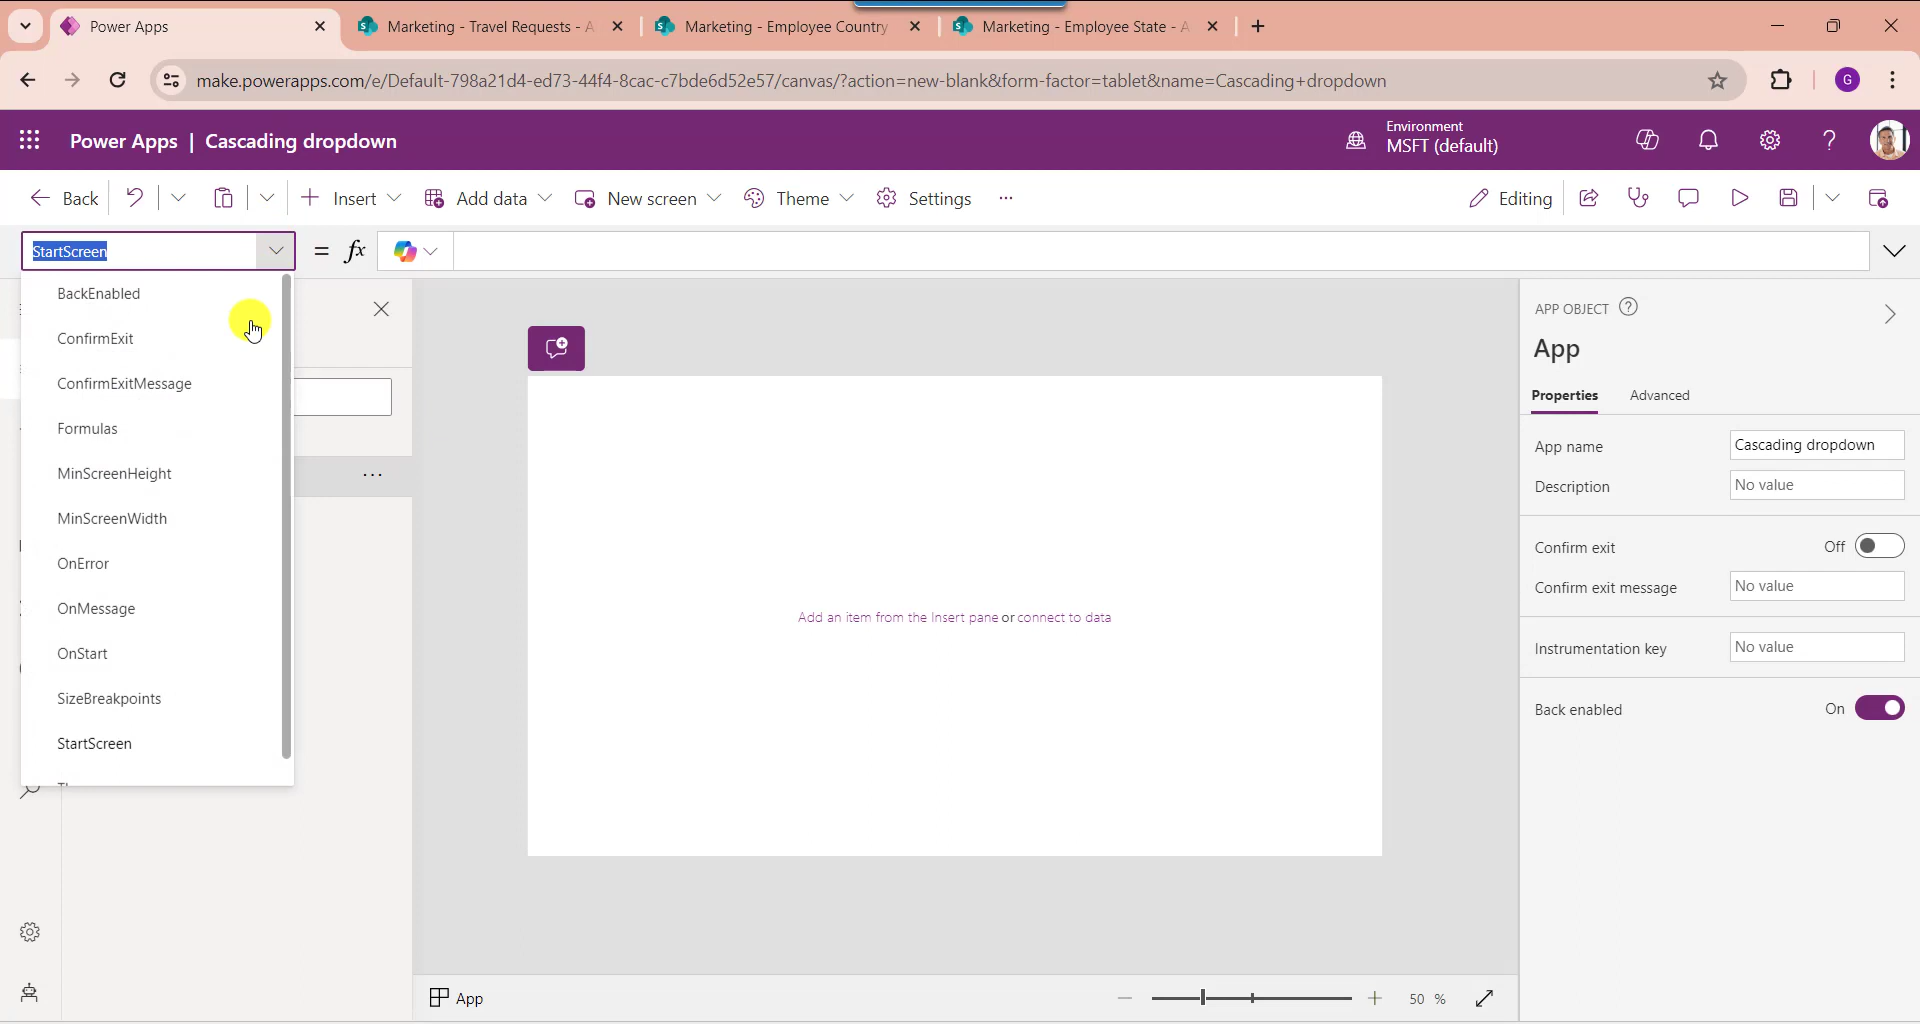 Power Apps
Marketing - Travel Requests - A
Marketing - Employee Country
Marketing - Employee State - A
make.powerapps.com/e/Default-798a21d4-ed73-44f4-8cac-c7bde6d52e57/canvas/?action=new-blank&form-factor=tablet&name=Cascading+dropdown
G
Power Apps | Cascading dropdown
Environment
MSFT (default)
Back
Insert
Add data
New screen
Theme
Settings
Editing
StartScreen
= fx
BackEnabled
ConfirmExit
ConfirmExitMessage
Formulas
MinScreenHeight
MinScreenWidth
OnError
OnMessage
OnStart
SizeBreakpoints
StartScreen
Add an item from the Insert pane or connect to data
APP OBJECT
App
Properties
Advanced
App name
Cascading dropdown
Description
No value
Confirm exit
Off
Confirm exit message
No value
Instrumentation key
No value
Back enabled
On
App
50 %